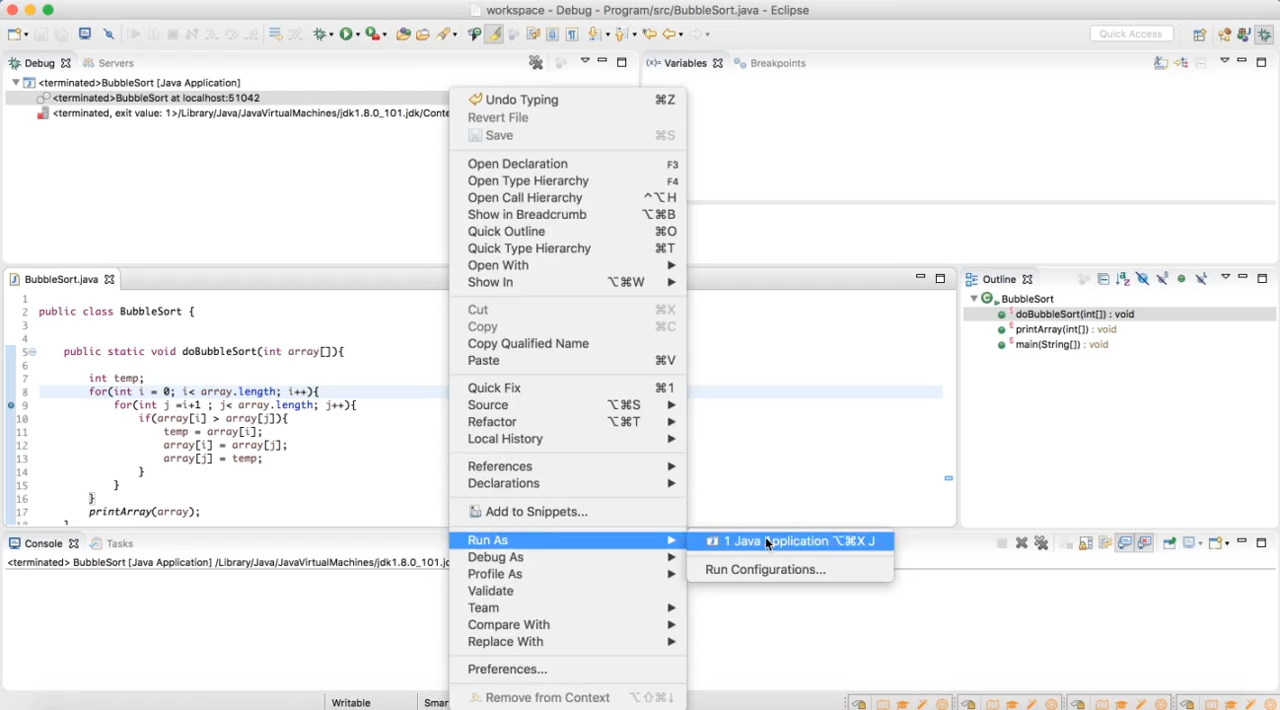 workspace - Debug - Program/src/BubbleSort.java - Eclipse
Quick Access
Debug Servers
(x)= Variables Breakpoints
<terminated>BubbleSort [Java Application]
<terminated>BubbleSort at localhost:51042
<terminated, exit value: 1>/Library/Java/JavaVirtualMachines/jdk1.8.0_101.jdk/Conte
Undo Typing ⌘Z
Revert File
Save ⌘S
Open Declaration F3
Open Type Hierarchy F4
Open Call Hierarchy ^⌥H
Show in Breadcrumb ⌥⌘B
Quick Outline ⌘O
Quick Type Hierarchy ⌘T
Open With
Show In ⌥⌘W
Cut ⌘X
Copy ⌘C
Copy Qualified Name
Paste ⌘V
Quick Fix ⌘1
Source ⌥⌘S
Refactor ⌥⌘T
Local History
References
Declarations
Add to Snippets...
Run As
Debug As
Profile As
Validate
Team
Compare With
Replace With
Preferences...
Remove from Context ⌥⇧⌘↓
1 Java Application ⌥⌘X J
Run Configurations...
BubbleSort.java
1
2 public class BubbleSort {
3
4
5 public static void doBubbleSort(int array[]){
6
7 int temp;
8 for(int i = 0; i< array.length; i++){
9 for(int j =i+1 ; j< array.length; j++){
10 if(array[i] > array[j]){
11 temp = array[i];
12 array[i] = array[j];
13 array[j] = temp;
14 }
15 }
16 }
17 printArray(array);
Outline
BubbleSort
doBubbleSort(int[]) : void
printArray(int[]) : void
main(String[]) : void
Console Tasks
<terminated> BubbleSort [Java Application] /Library/Java/JavaVirtualMachines/jdk1.8.0_101.j
Writable
Smar